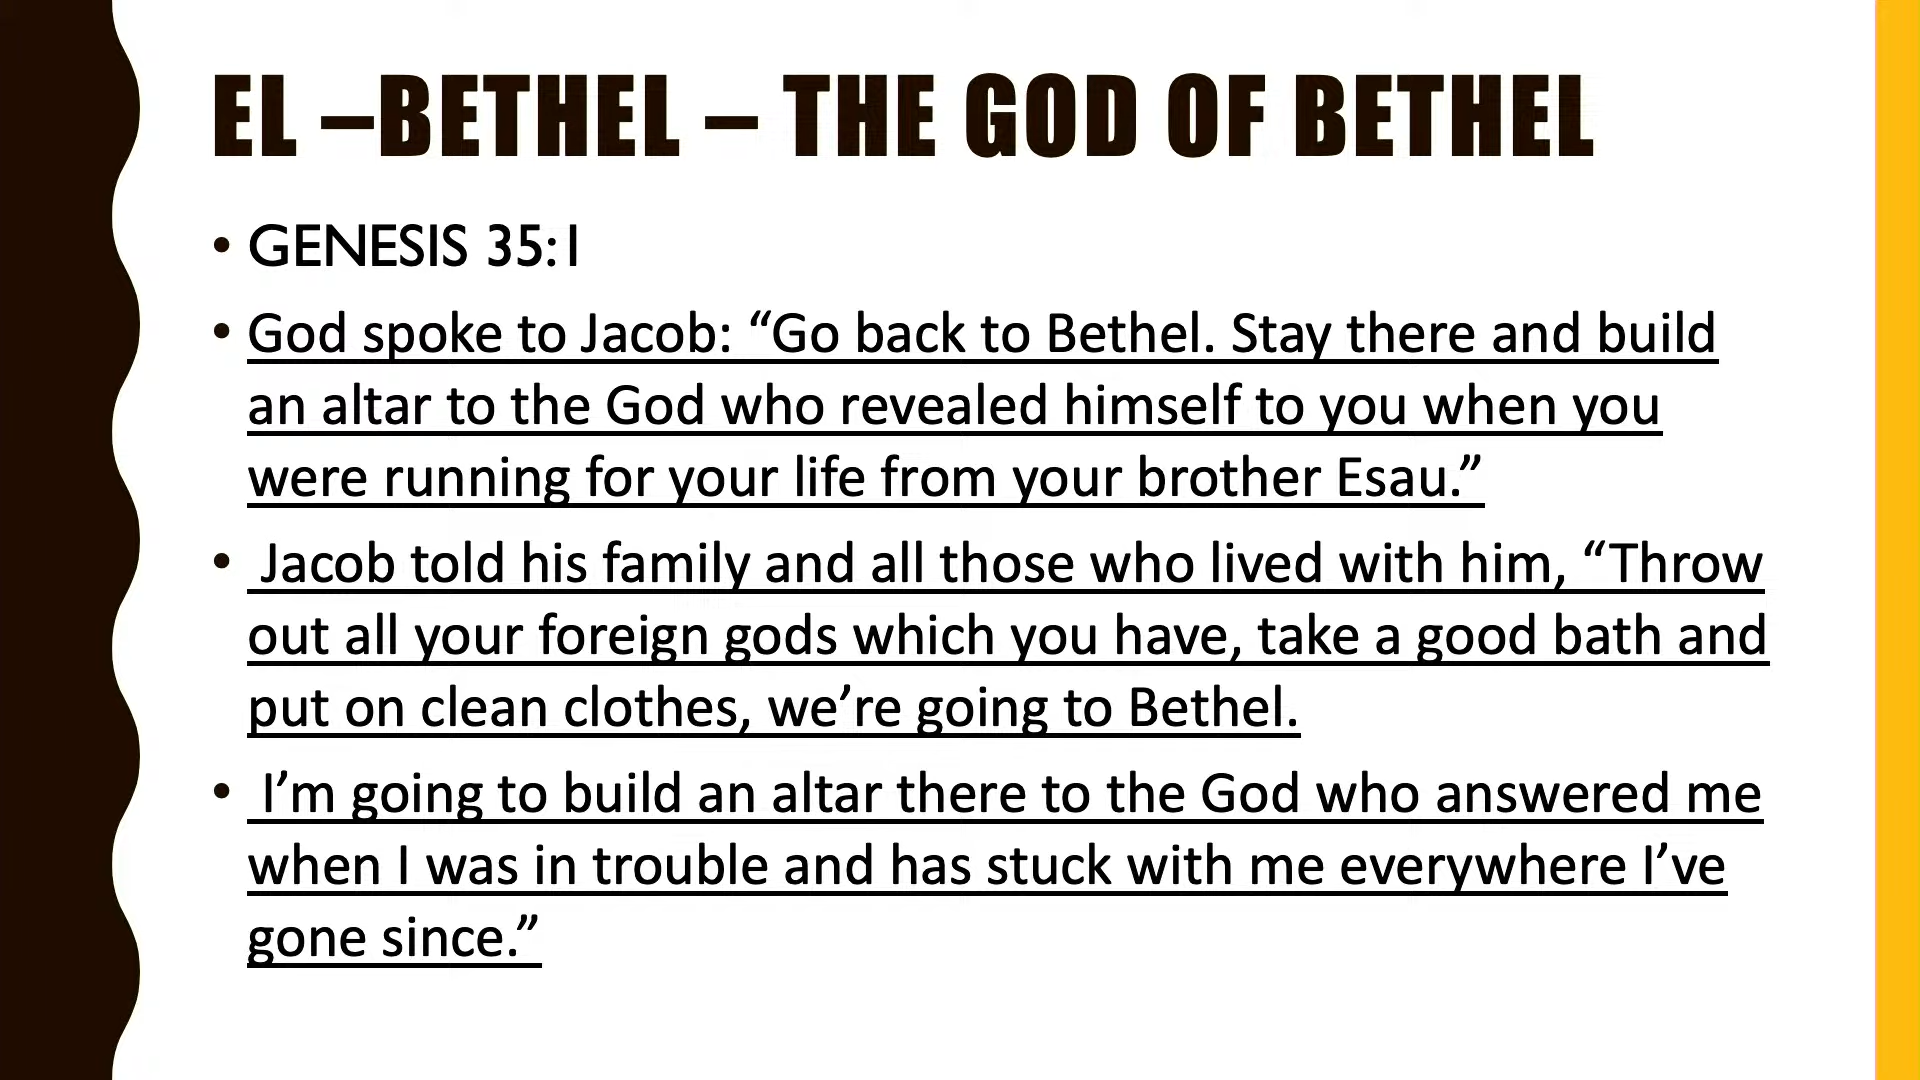 EL –BETHEL – THE GOD OF BETHEL
• GENESIS 35:1
• God spoke to Jacob: “Go back to Bethel. Stay there and build
an altar to the God who revealed himself to you when you
were running for your life from your brother Esau.”
• Jacob told his family and all those who lived with him, “Throw
out all your foreign gods which you have, take a good bath and
put on clean clothes, we’re going to Bethel.
• I’m going to build an altar there to the God who answered me
when I was in trouble and has stuck with me everywhere I’ve
gone since.”